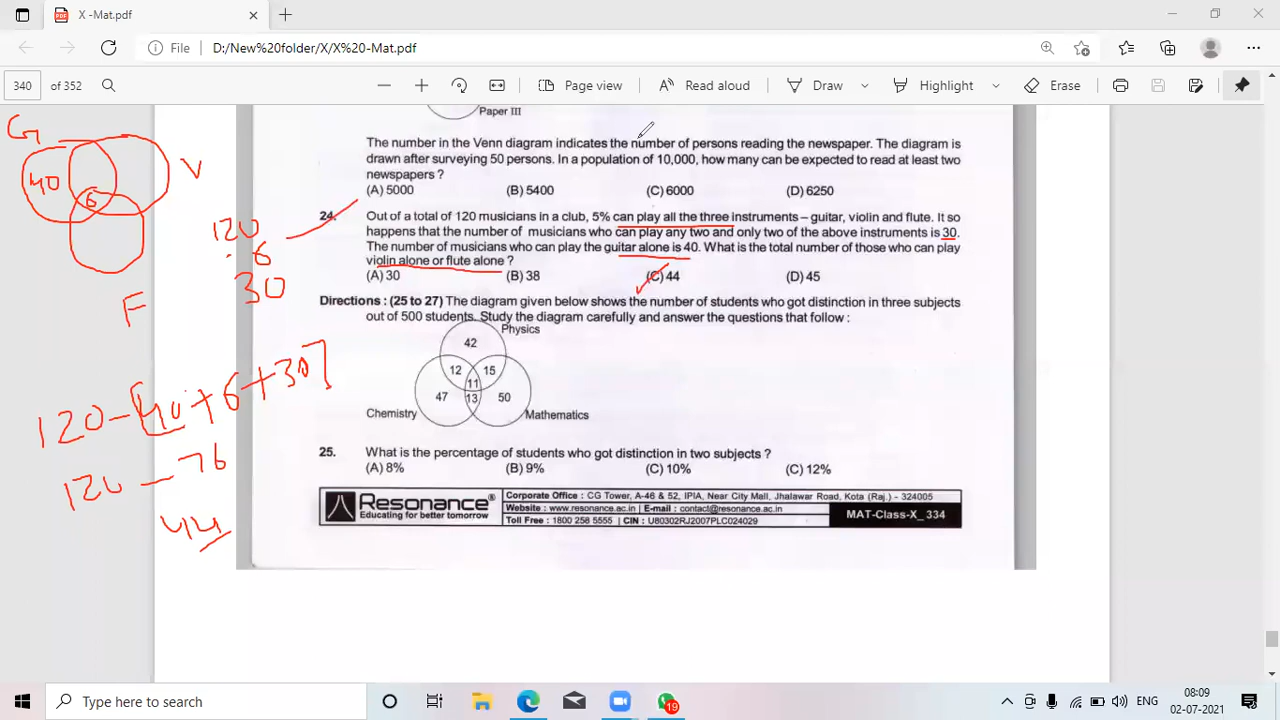 X -Mat.pdf
File D:/New%20folder/X/X%20-Mat.pdf
340 of 352 Page view Read aloud Draw Highlight Erase
Paper III
The number in the Venn diagram indicates the number of persons reading the newspaper. The diagram is
drawn after surveying 50 persons. In a population of 10,000, how many can be expected to read at least two
newspapers ?
(A) 5000 (B) 5400 (C) 6000 (D) 6250
24. Out of a total of 120 musicians in a club, 5% can play all the three instruments – guitar, violin and flute. It so
happens that the number of musicians who can play any two and only two of the above instruments is 30.
The number of musicians who can play the guitar alone is 40. What is the total number of those who can play
violin alone or flute alone ?
(A) 30 (B) 38 (C) 44 (D) 45
Directions : (25 to 27) The diagram given below shows the number of students who got distinction in three subjects
out of 500 students. Study the diagram carefully and answer the questions that follow :
Physics
42
12 15
11
47 13 50
Chemistry Mathematics
25. What is the percentage of students who got distinction in two subjects ?
(A) 8% (B) 9% (C) 10% (C) 12%
Resonance®
Educating for better tomorrow
Corporate Office : CG Tower, A-46 & 52, IPIA, Near City Mall, Jhalawar Road, Kota (Raj.) - 324005
Website : www.resonance.ac.in | E-mail : contact@resonance.ac.in
Toll Free : 1800 258 5555 | CIN : U80302RJ2007PLC024029
MAT-Class-X_ 334
G
V
40
6
F
120
6
30
120-[40+6+30]
120-76
44
Type here to search
19
08:09
02-07-2021